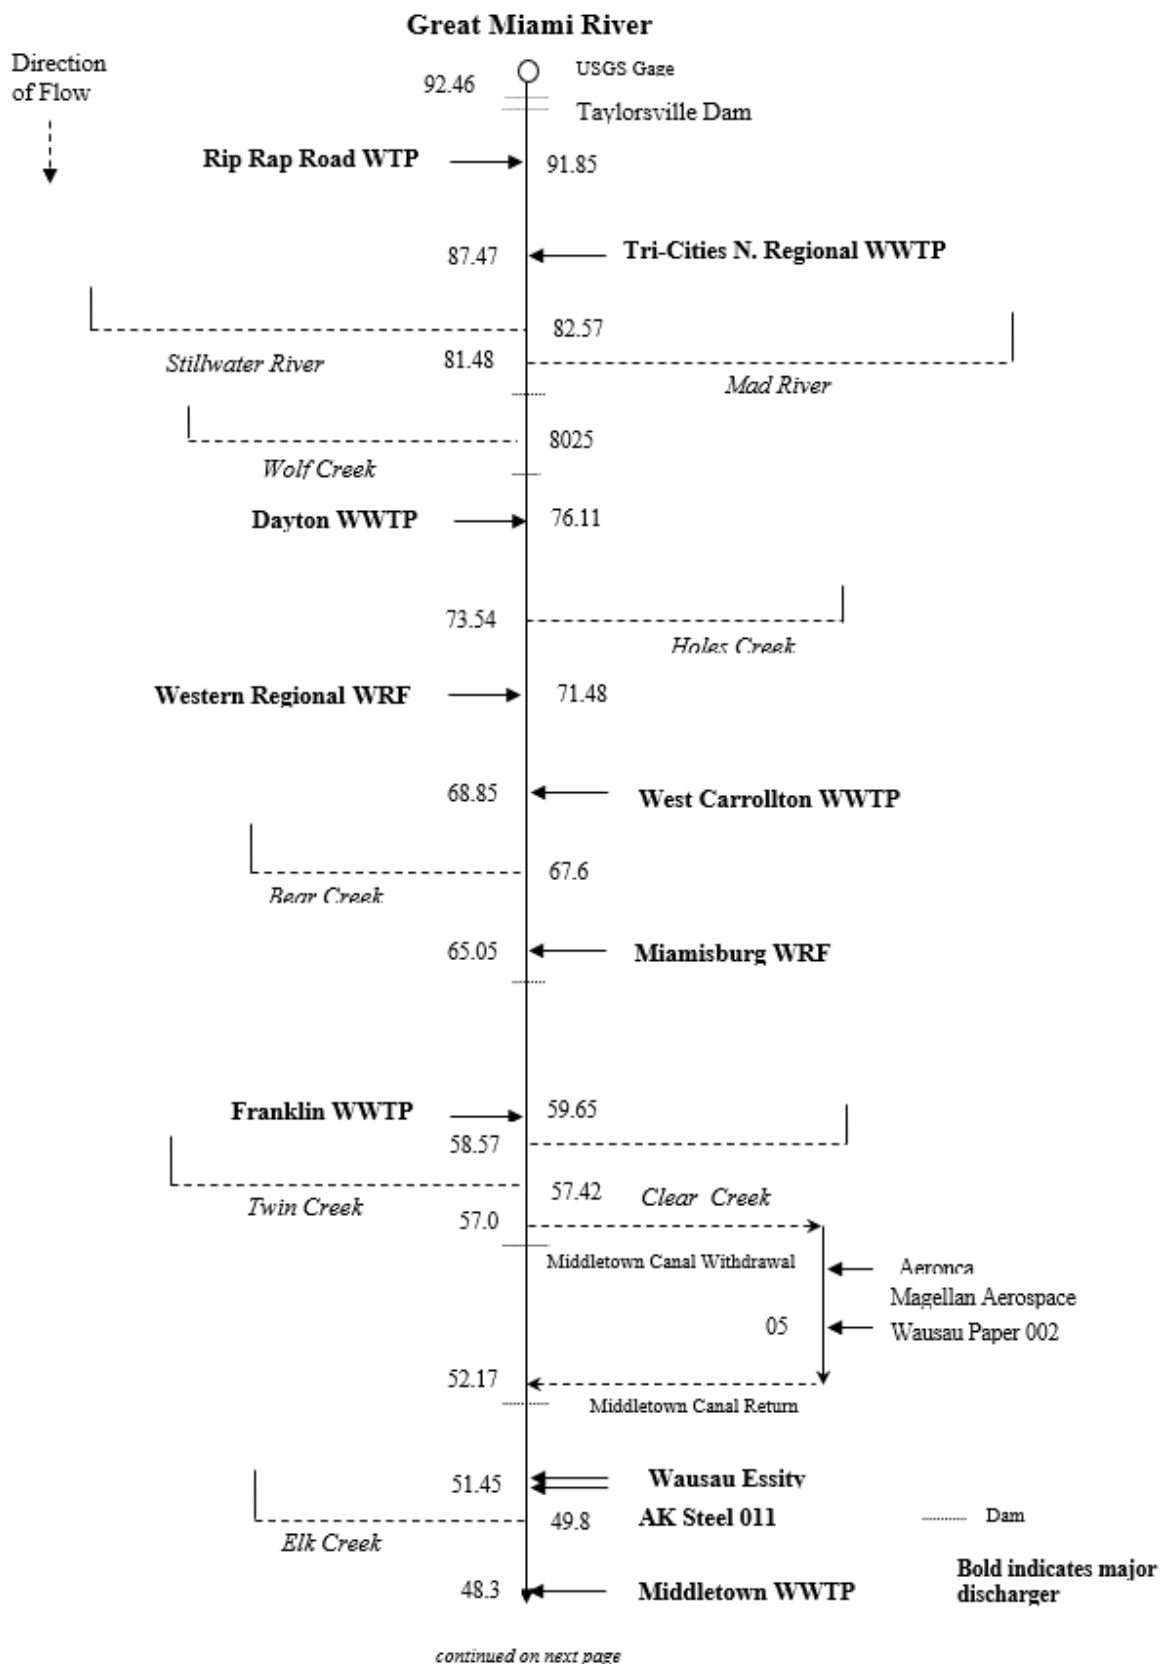 Great Miami River
Direction
of Flow
USGS Gage
92.46
Taylorsville Dam
Rip Rap Road WTP
91.85
87.47
Tri-Cities N. Regional WWTP
82.57
Stillwater River
81.48
Mad River
8025
Wolf Creek
Dayton WWTP
76.11
73.54
Holes Creek
Western Regional WRF
71.48
68.85
West Carrollton WWTP
67.6
Bear Creek
65.05
Miamisburg WRF
Franklin WWTP
59.65
58.57
57.42
Clear Creek
Twin Creek
57.0
Middletown Canal Withdrawal
Aeronca
Magellan Aerospace
05
Wausau Paper 002
52.17
Middletown Canal Return
51.45
Wausau Essity
49.8
AK Steel 011
Dam
Elk Creek
48.3
Middletown WWTP
Bold indicates major
discharger
continued on next page